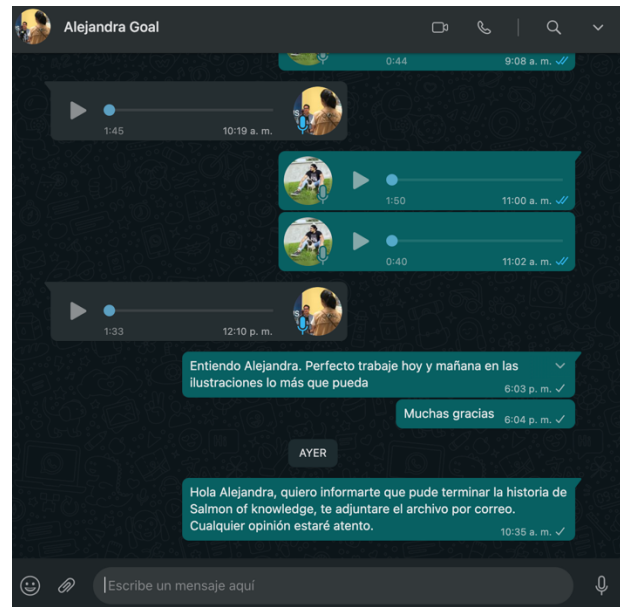 Alejandra Goal
0:44 9:08 a. m.
1:45 10:19 a. m.
1:50 11:00 a. m.
0:40 11:02 a. m.
1:33 12:10 p. m.
Entiendo Alejandra. Perfecto trabaje hoy y mañana en las
ilustraciones lo más que pueda
6:03 p. m.
Muchas gracias 6:04 p. m.
AYER
Hola Alejandra, quiero informarte que pude terminar la historia de
Salmon of knowledge, te adjuntare el archivo por correo.
Cualquier opinión estaré atento.
10:35 a. m.
Escribe un mensaje aquí